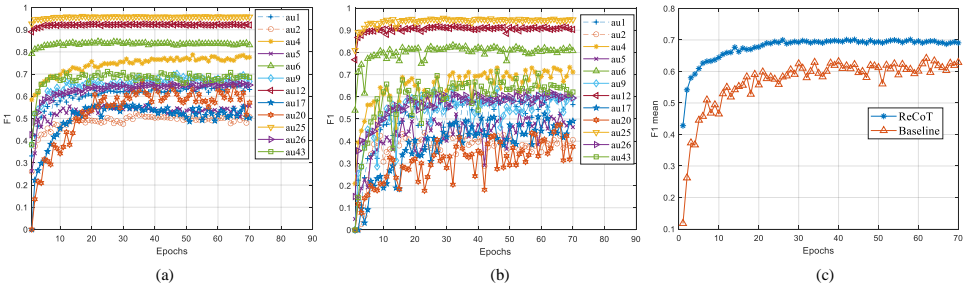 1
0.9
0.8
0.7
0.6
0.5
0.4
0.3
0.2
0.1
0
F1
10 20 30 40 50 60 70 80 90
Epochs
au1
au2
au4
au5
au6
au9
au12
au17
au20
au25
au26
au43
(a)
1
0.9
0.8
0.7
0.6
0.5
0.4
0.3
0.2
0.1
0
F1
10 20 30 40 50 60 70 80 90
Epochs
au1
au2
au4
au5
au6
au9
au12
au17
au20
au25
au26
au43
(b)
0.8
0.7
0.6
0.5
0.4
0.3
0.2
0.1
F1 mean
0 10 20 30 40 50 60 70
Epochs
ReCoT
Baseline
(c)